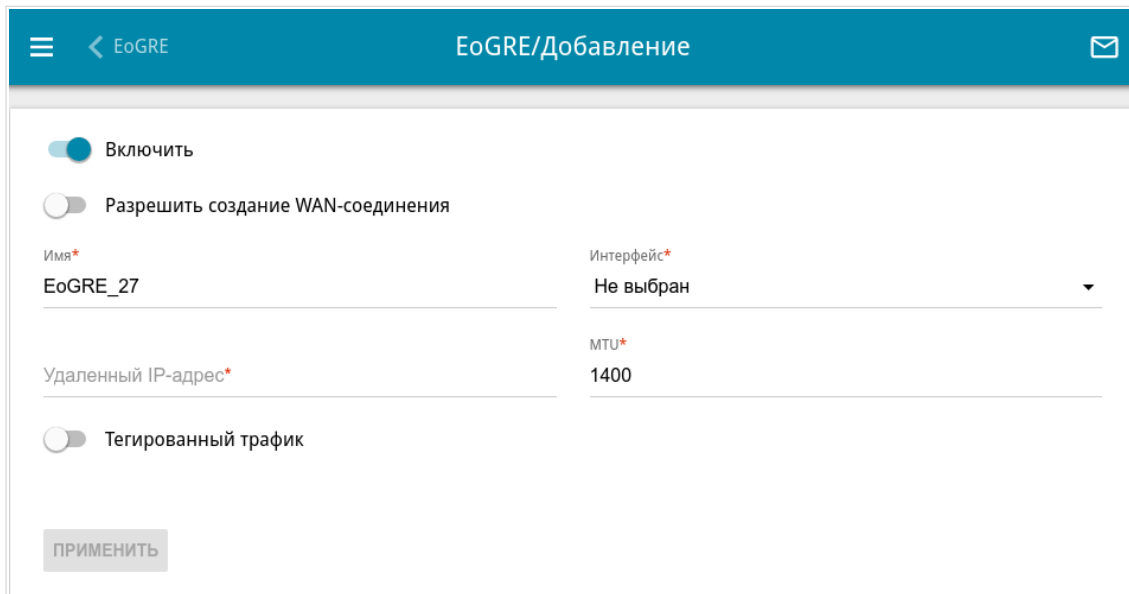 EoGRE
EoGRE/Добавление
Включить
Разрешить создание WAN-соединения
Имя*
Интерфейс*
EoGRE_27
Не выбран
MTU*
Удаленный IP-адрес*
1400
Тегированный трафик
ПРИМЕНИТЬ